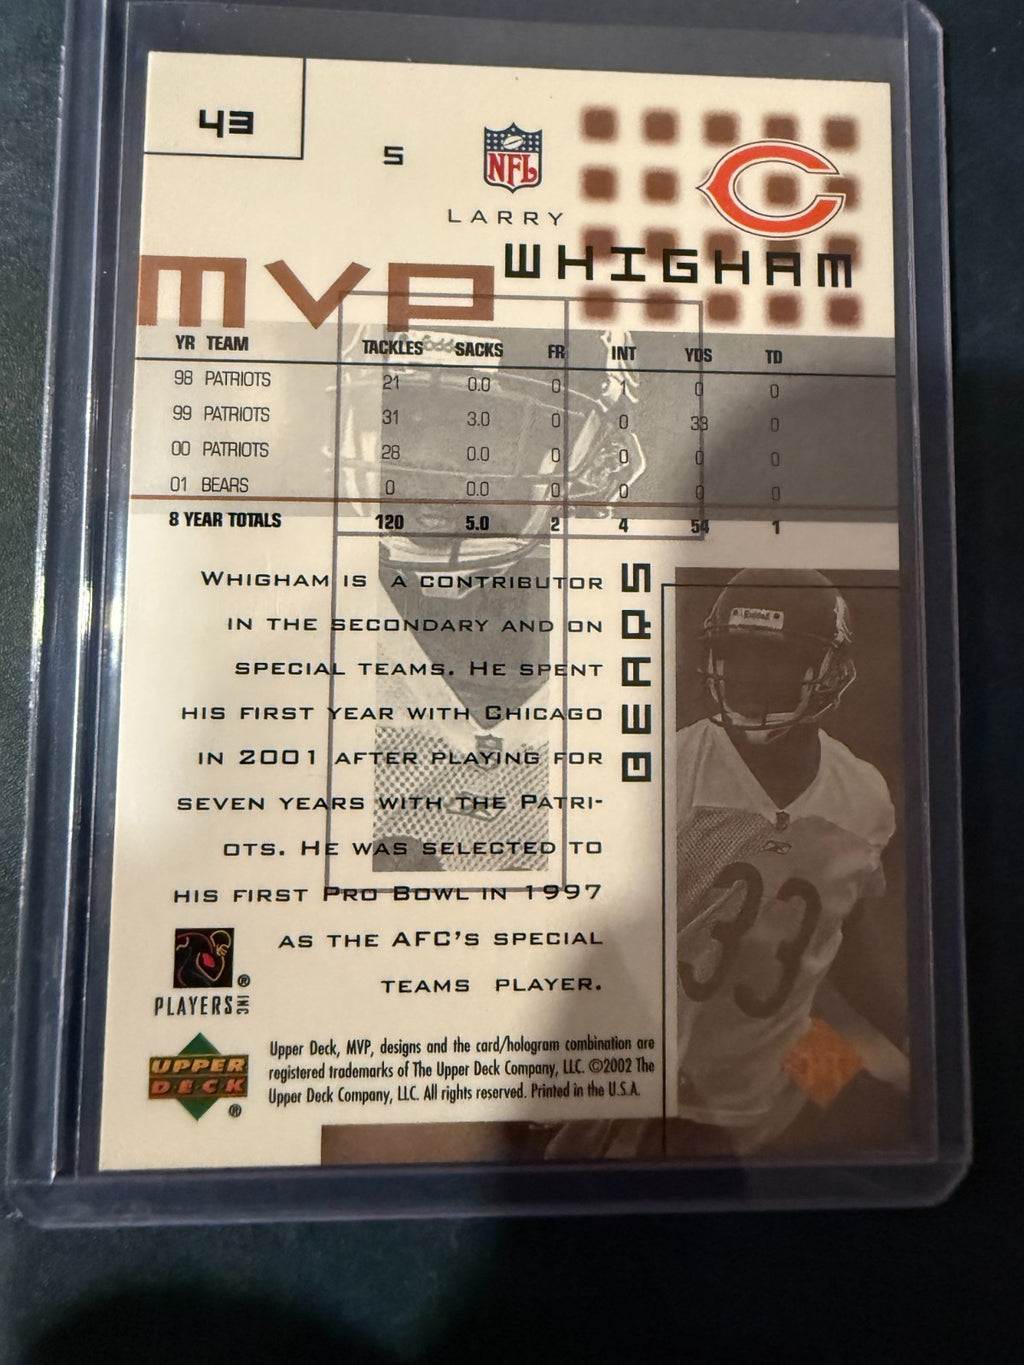 43
S
NFL
LARRY
WHIGHAM
MVP
YR TEAM TACKLES SACKS FR INT YDS TD
98 PATRIOTS 21 0.0 0 1 0 0
99 PATRIOTS 31 3.0 0 0 33 0
00 PATRIOTS 28 0.0 0 0 0 0
01 BEARS 0 0.0 0 0 0 0
8 YEAR TOTALS 120 5.0 2 4 54 1
WHIGHAM IS A CONTRIBUTOR
IN THE SECONDARY AND ON
SPECIAL TEAMS. HE SPENT
HIS FIRST YEAR WITH CHICAGO
IN 2001 AFTER PLAYING FOR
SEVEN YEARS WITH THE PATRI-
OTS. HE WAS SELECTED TO
HIS FIRST PRO BOWL IN 1997
AS THE AFC'S SPECIAL
TEAMS PLAYER.
BEARS
Riddell
33
PLAYERS INC ®
UPPER
DECK
®
Upper Deck, MVP, designs and the card/hologram combination are
registered trademarks of The Upper Deck Company, LLC. ©2002 The
Upper Deck Company, LLC. All rights reserved. Printed in the U.S.A.